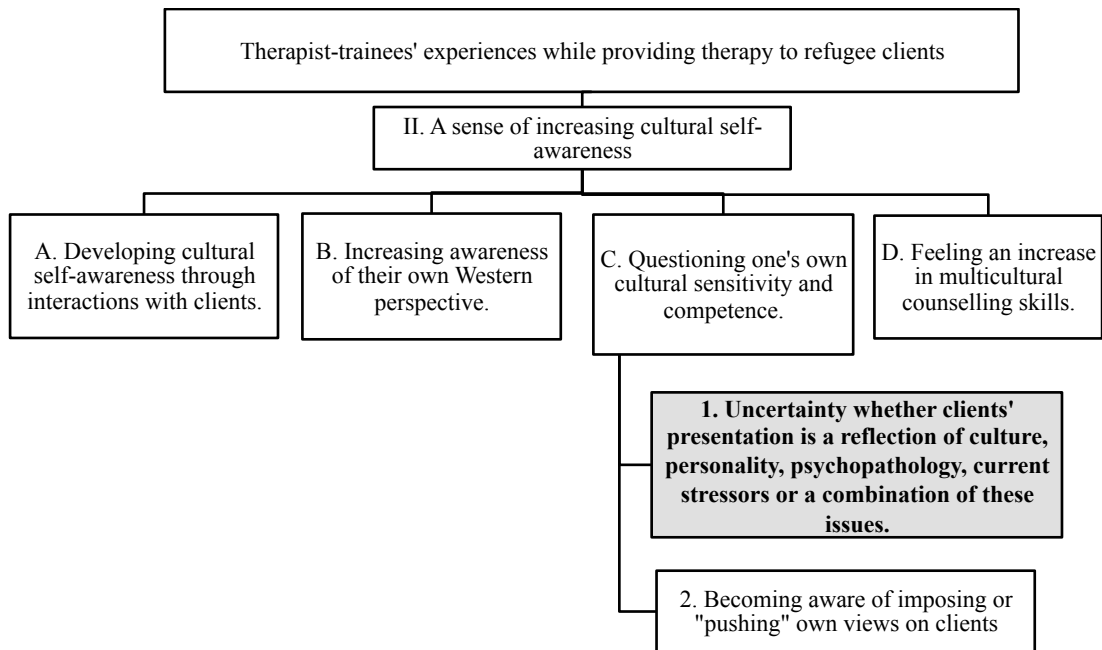 Therapist-trainees' experiences while providing therapy to refugee clients
II. A sense of increasing cultural self-
awareness
A. Developing cultural
self-awareness through
interactions with clients.
B. Increasing awareness
of their own Western
perspective.
C. Questioning one's own
cultural sensitivity and
competence.
D. Feeling an increase
in multicultural
counselling skills.
1. Uncertainty whether clients'
presentation is a reflection of culture,
personality, psychopathology, current
stressors or a combination of these
issues.
2. Becoming aware of imposing or
"pushing" own views on clients